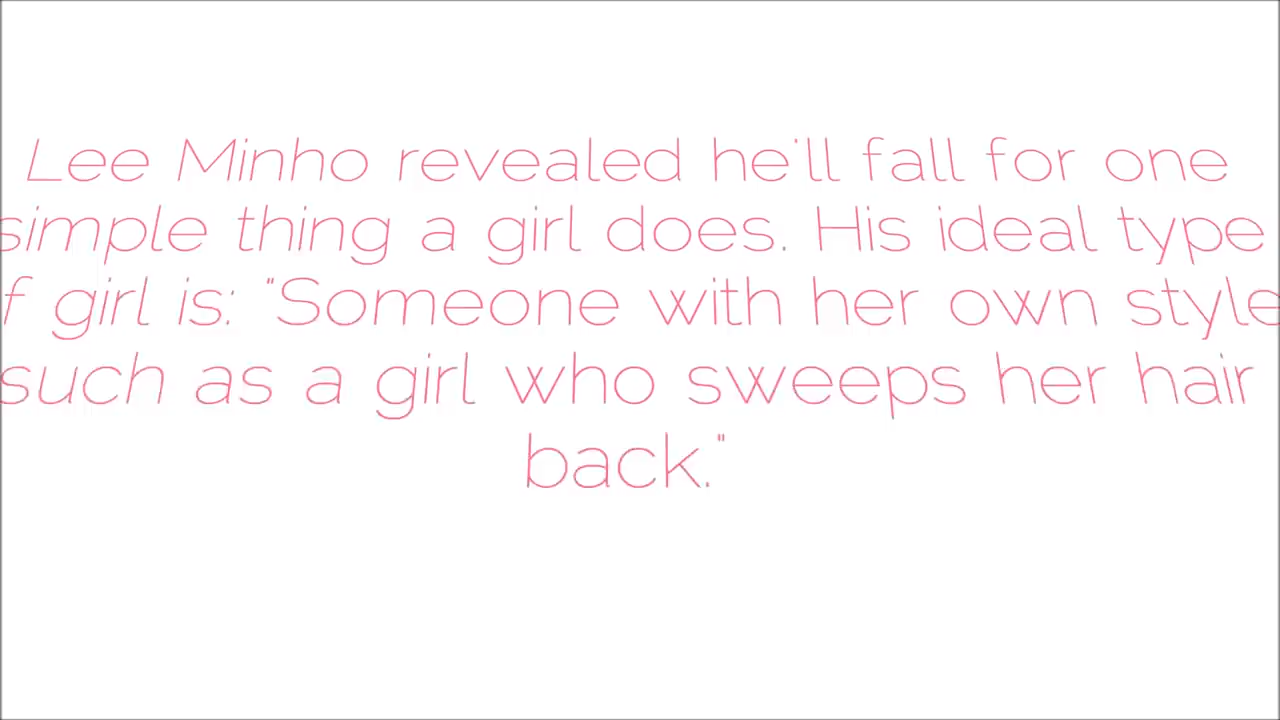 Lee Minho revealed he'll fall for one
simple thing a girl does. His ideal type
f girl is: "Someone with her own style
such as a girl who sweeps her hair
back."